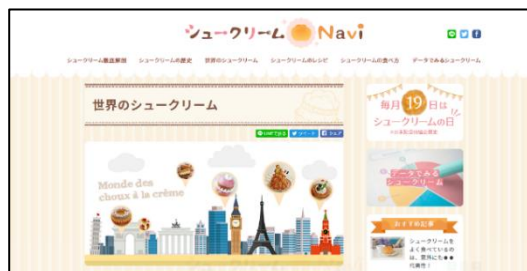 シュークリーム Navi
シュークリーム徹底解剖 シュークリームの歴史 世界のシュークリーム シュークリームのレシピ シュークリームの食べ方 データでみるシュークリーム
世界のシュークリーム
LINEで送る ツイート シェア
Monde des
choux à la crème
毎月19日は
シュークリームの日
データでみる
シュークリーム
おすすめ記事
シュークリームを
よく食べているの
は、意外にも●●
代男性！